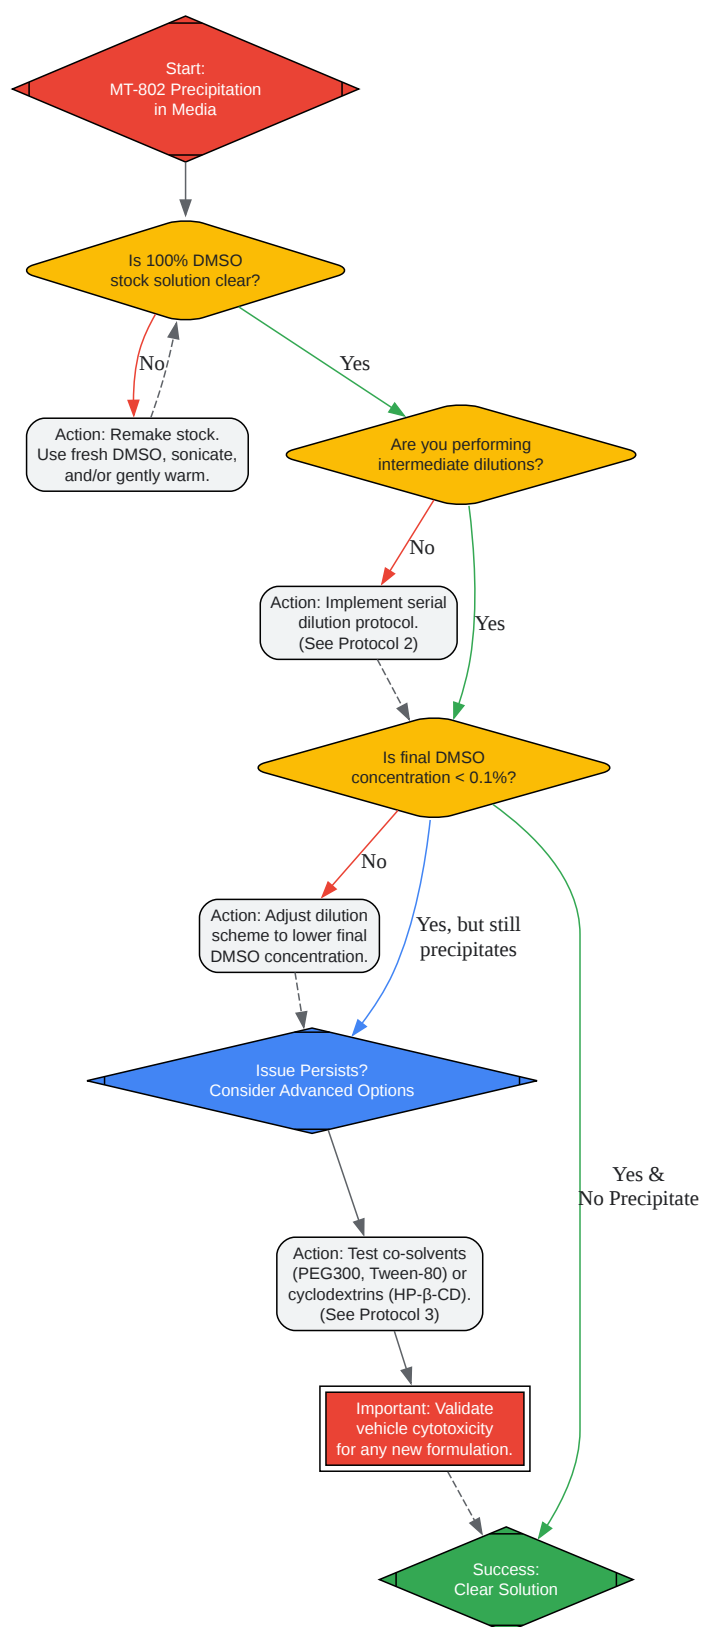 Start:
MT-802 Precipitation
in Media
Is 100% DMSO
stock solution clear?
No
Yes
Action: Remake stock.
Use fresh DMSO, sonicate,
and/or gently warm.
Are you performing
intermediate dilutions?
No
Yes
Action: Implement serial
dilution protocol.
(See Protocol 2)
Is final DMSO
concentration < 0.1%?
No
Yes, but still
precipitates
Action: Adjust dilution
scheme to lower final
DMSO concentration.
Issue Persists?
Consider Advanced Options
Yes &
No Precipitate
Action: Test co-solvents
(PEG300, Tween-80) or
cyclodextrins (HP-β-CD).
(See Protocol 3)
Important: Validate
vehicle cytotoxicity
for any new formulation.
Success:
Clear Solution